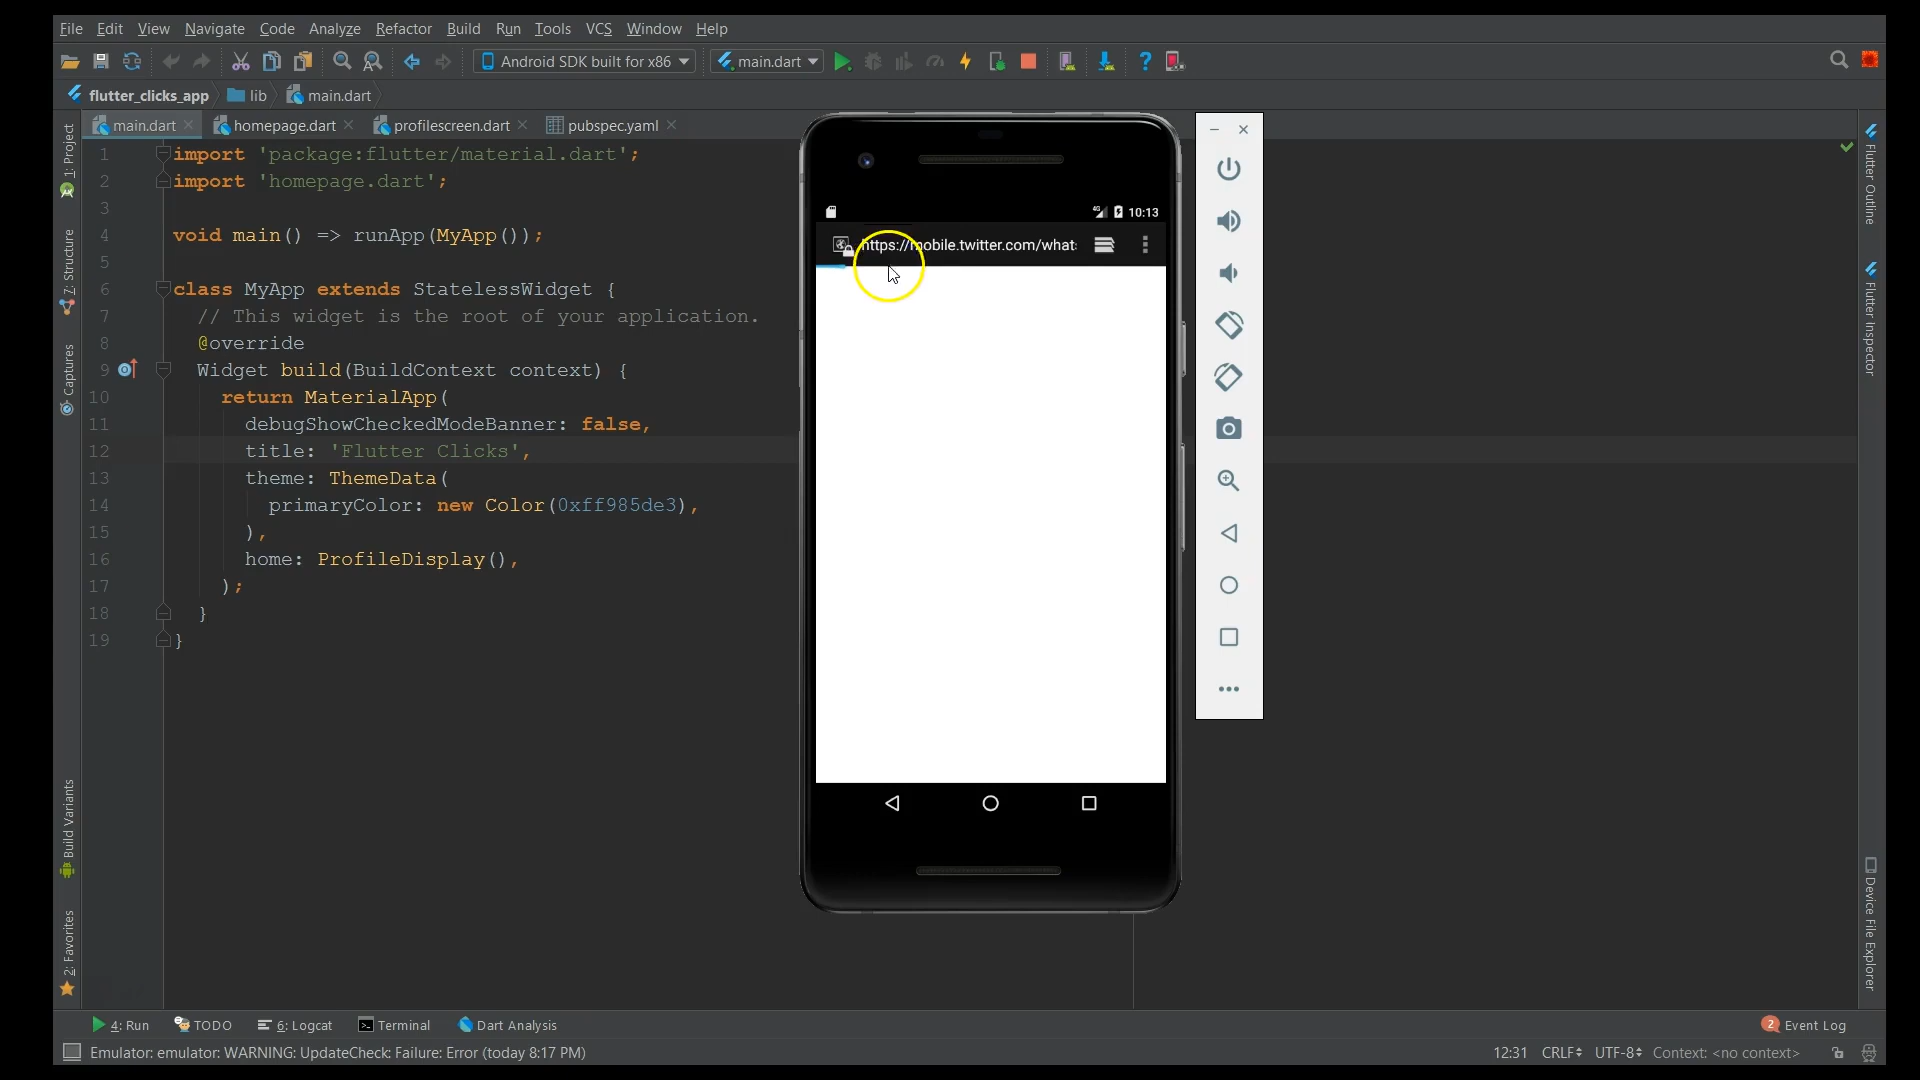 File Edit View Navigate Code Analyze Refactor Build Run Tools VCS Window Help
Android SDK built for x86 main.dart
flutter_clicks_app lib main.dart
main.dart homepage.dart profilescreen.dart pubspec.yaml
1 import 'package:flutter/material.dart';
2 import 'homepage.dart';
3
4 void main() => runApp(MyApp());
5
6 class MyApp extends StatelessWidget {
7 // This widget is the root of your application.
8 @override
9 Widget build(BuildContext context) {
10 return MaterialApp(
11 debugShowCheckedModeBanner: false,
12 title: 'Flutter Clicks',
13 theme: ThemeData(
14 primaryColor: new Color(0xff985de3),
15 ),
16 home: ProfileDisplay(),
17 );
18 }
19 }
1: Project
7: Structure
Captures
Build Variants
2: Favorites
4G 10:13
https://mobile.twitter.com/what
Flutter Outline
Flutter Inspector
Device File Explorer
4: Run TODO 6: Logcat Terminal Dart Analysis 2 Event Log
Emulator: emulator: WARNING: UpdateCheck: Failure: Error (today 8:17 PM) 12:31 CRLF UTF-8 Context: <no context>